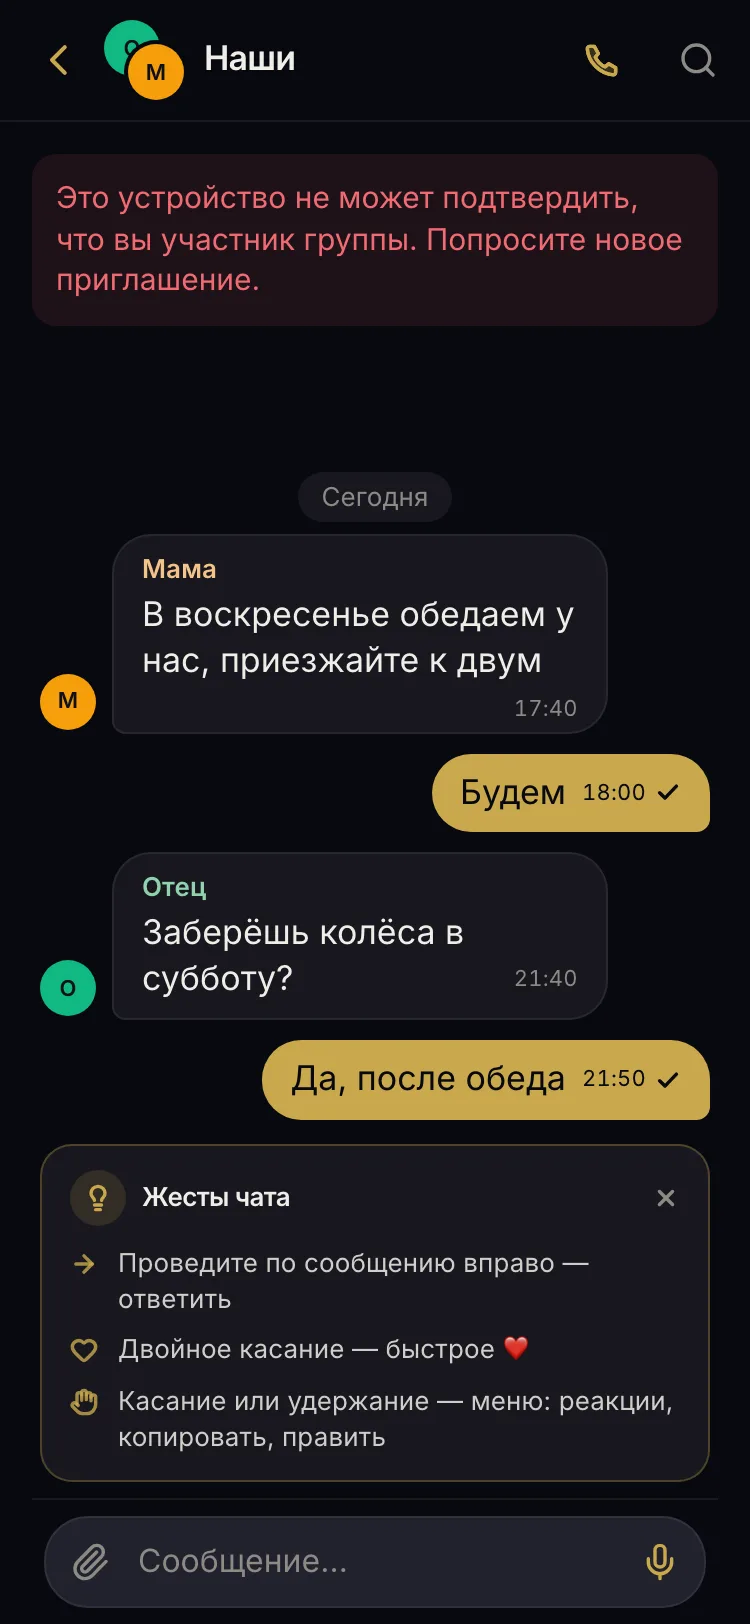 О
М
Наши
Это устройство не может подтвердить,
что вы участник группы. Попросите новое
приглашение.
Сегодня
Мама
В воскресенье обедаем у
нас, приезжайте к двум
17:40
М
Будем 18:00
Отец
Заберёшь колёса в
субботу? 21:40
О
Да, после обеда 21:50
Жесты чата
Проведите по сообщению вправо —
ответить
Двойное касание — быстрое ❤️
Касание или удержание — меню: реакции,
копировать, править
Сообщение...